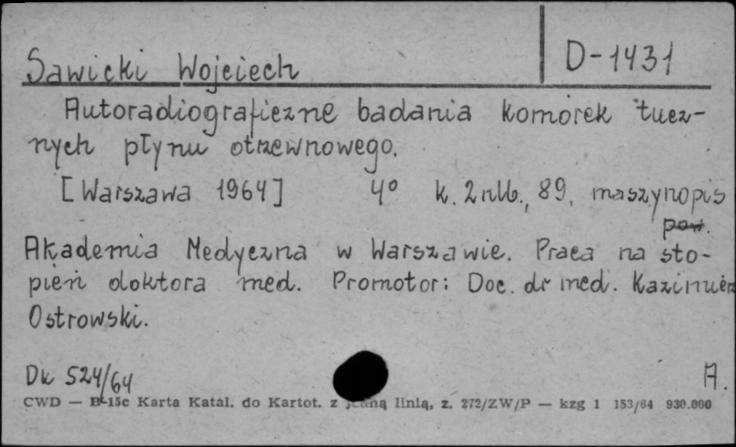 Sawicki Wojciech
D-1431
Autoradiograficzne badania komórek tucz-
nych płynu otrzewnowego.
[Warszawa 1964] 4° k. 2 nlb., 89, maszynopis
pow.
Akademia Medyczna w Warszawie. Praca na sto-
pień doktora med. Promotor: Doc. dr med. Kazimierz
Ostrowski.
Dk 524/64
A.
CWD — B-15c Karta Katal. do Kartot. z jedną linią, z. 272/ZW/P — kzg 1 153/64 930.000